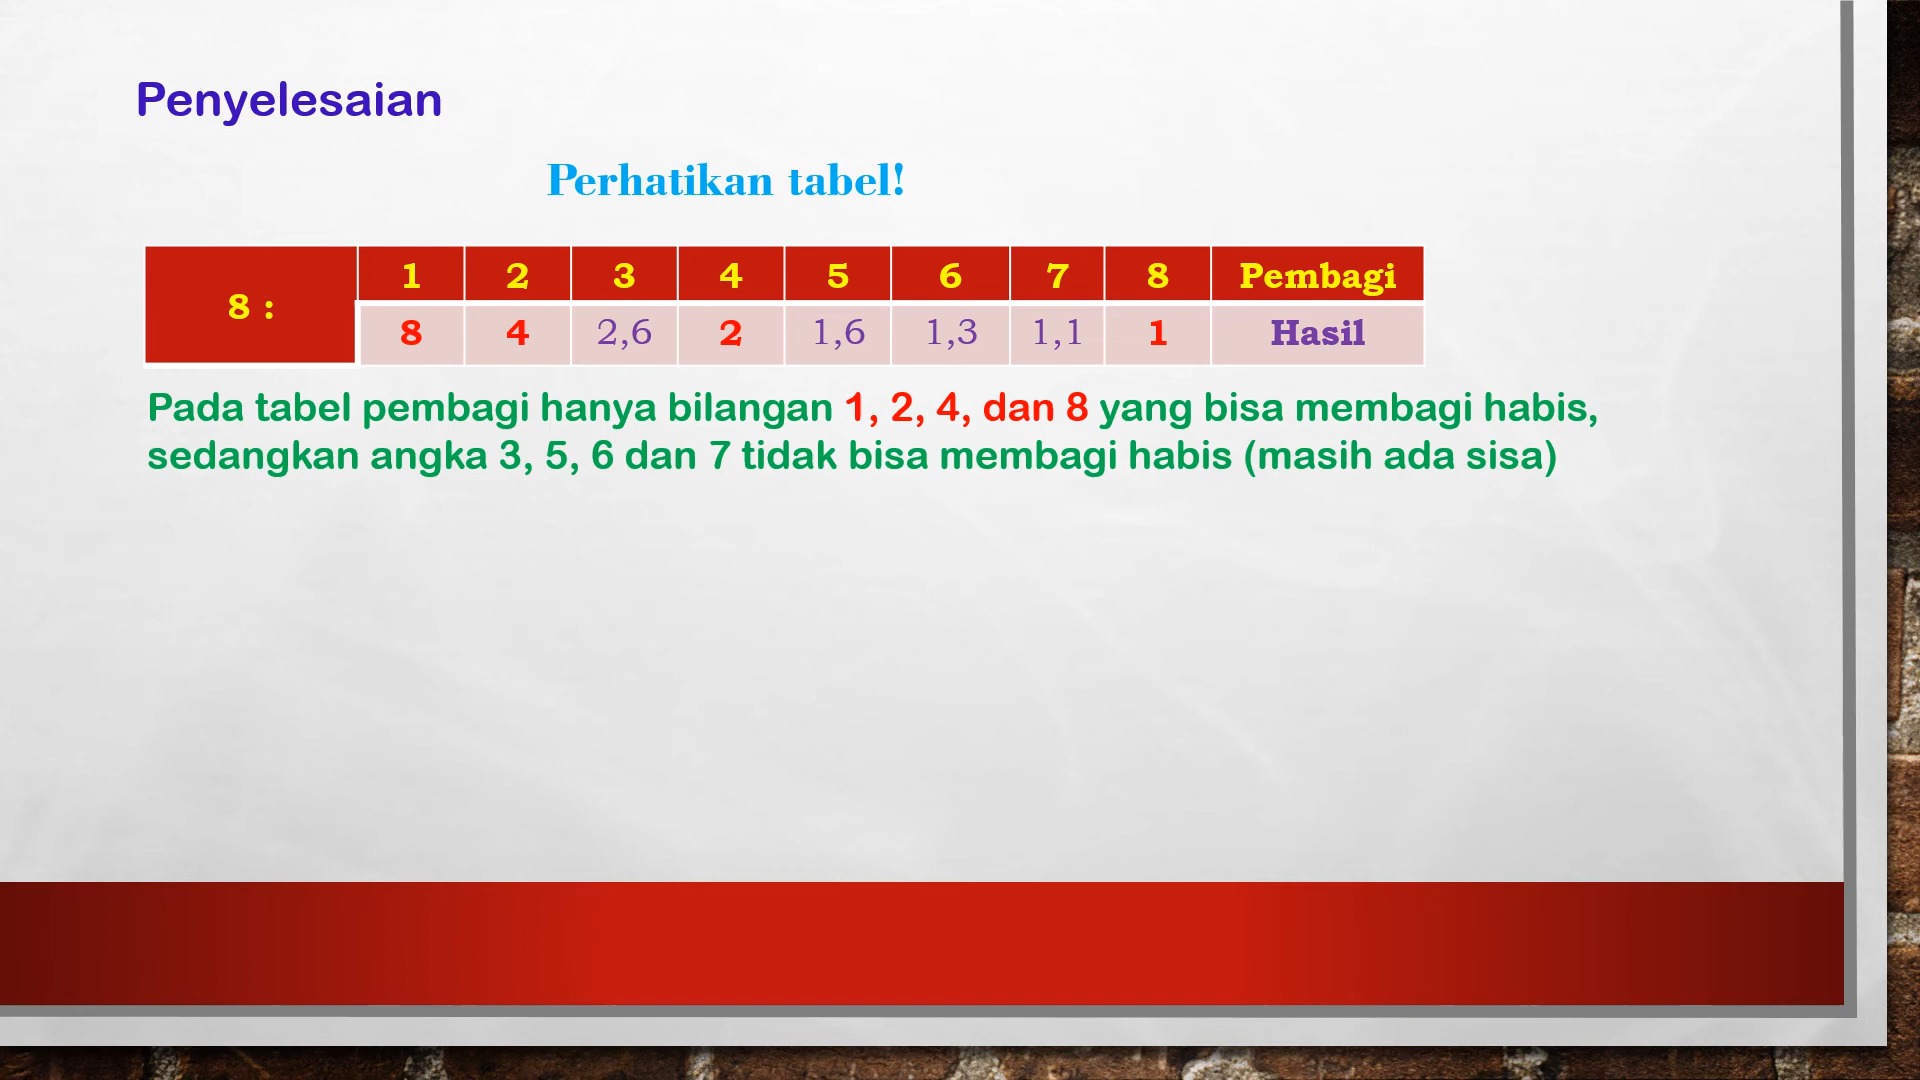 Penyelesaian
Perhatikan tabel!
8 : 1 2 3 4 5 6 7 8 Pembagi
8 4 2,6 2 1,6 1,3 1,1 1 Hasil
Pada tabel pembagi hanya bilangan 1, 2, 4, dan 8 yang bisa membagi habis,
sedangkan angka 3, 5, 6 dan 7 tidak bisa membagi habis (masih ada sisa)